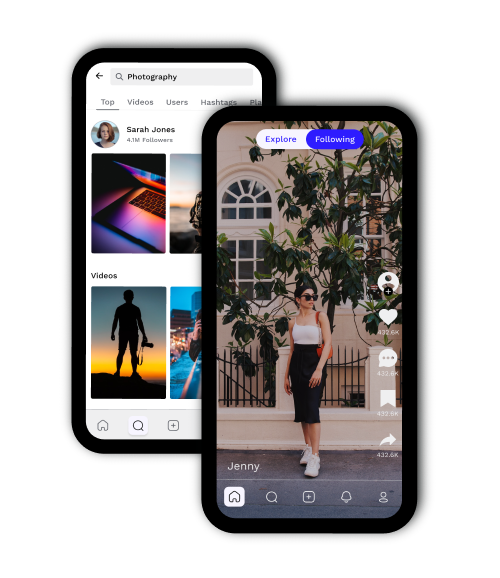 Photography
Top Videos Users Hashtags
Sarah Jones
4.1M Followers
Videos
Explore Following
432.6K
432.6K
432.6K
432.6K
Jenny